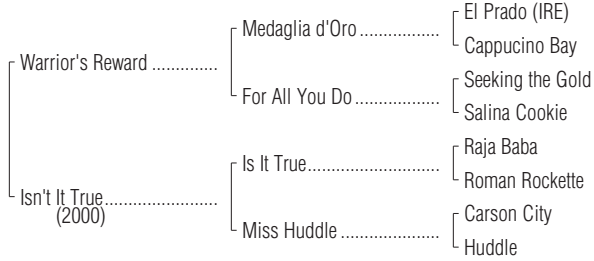 El Prado (IRE)
Medaglia d'Oro ..................
Cappucino Bay
Warrior's Reward ..............
Seeking the Gold
For All You Do ...................
Salina Cookie
Raja Baba
Is It True.............................
Roman Rockette
Isn't It True........................
(2000)
Carson City
Miss Huddle ......................
Huddle